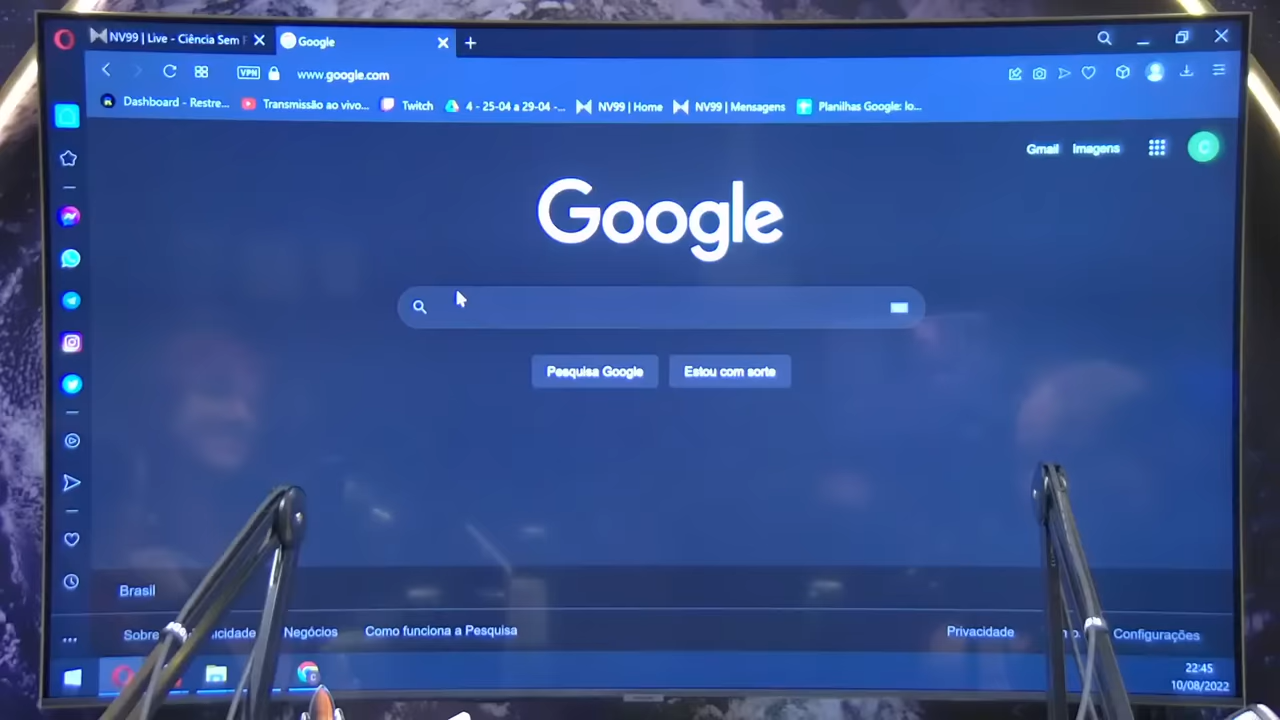 NV99 | Live - Ciência Sem F
Google
VPN
www.google.com
Dashboard - Restre...
Transmissão ao vivo...
Twitch
4 - 25-04 a 29-04 -...
NV99 | Home
NV99 | Mensagens
Planilhas Google: lo...
Gmail
Imagens
C
Google
Pesquisa Google
Estou com sorte
Brasil
Sobre
icidade
Negócios
Como funciona a Pesquisa
Privacidade
Configurações
22:45
10/08/2022